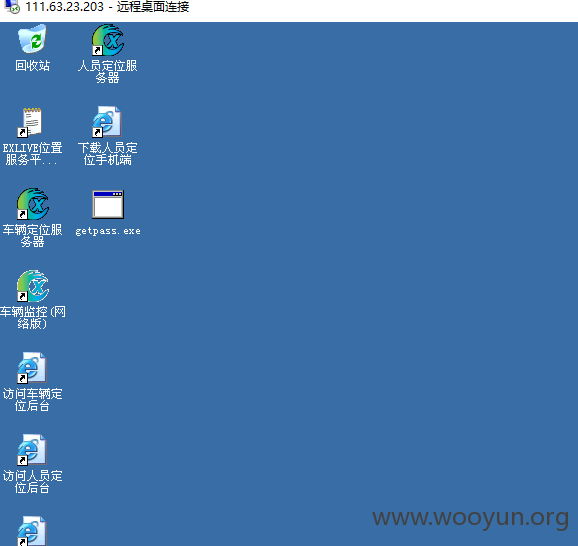 111.63.23.203 - 远程桌面连接
回收站
人员定位服
务器
EXLIVE位置
服务平...
下载人员定
位手机端
车辆定位服
务器
getpass.exe
车辆监控(网
络版)
访问车辆定
位后台
访问人员定
位后台
www.wooyun.org